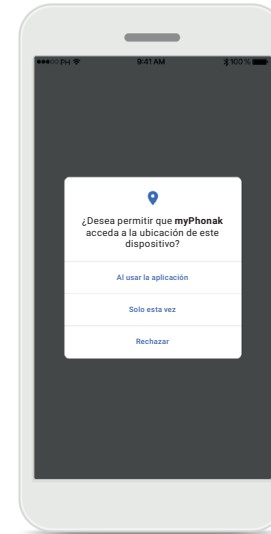 PH 9:41 AM 100%
¿Desea permitir que myPhonak
acceda a la ubicación de este
dispositivo?
Al usar la aplicación
Solo esta vez
Rechazar